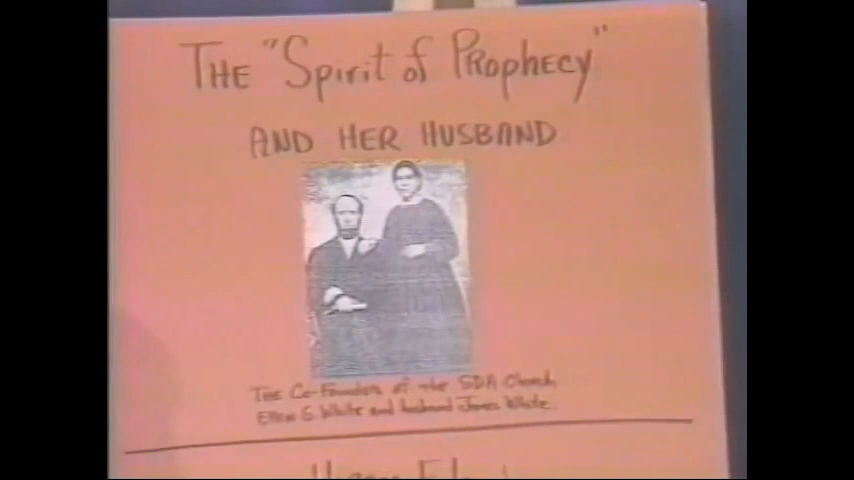 THE "Spirit of Prophecy"
AND HER HUSBAND
The Co-Founders of the SDA Church
Ellen G. White and husband James White.